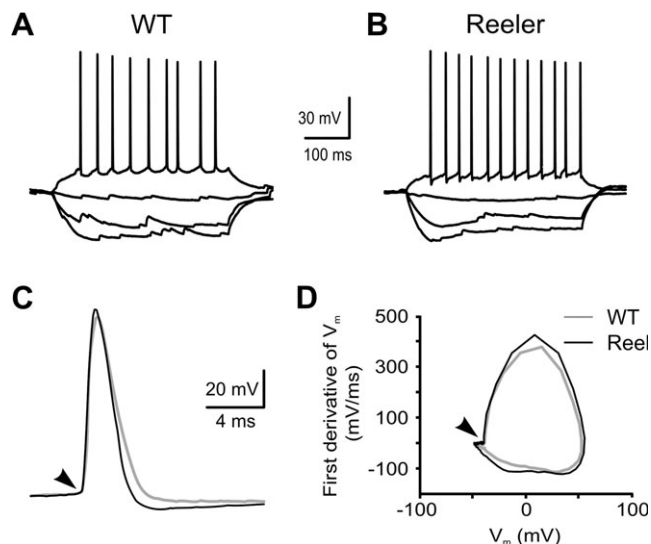 A
WT
B
Reeler
30 mV
100 ms
C
20 mV
4 ms
D
First derivative of Vm
(mV/ms)
500
300
100
-100
-100
0
100
Vm (mV)
WT
Reel